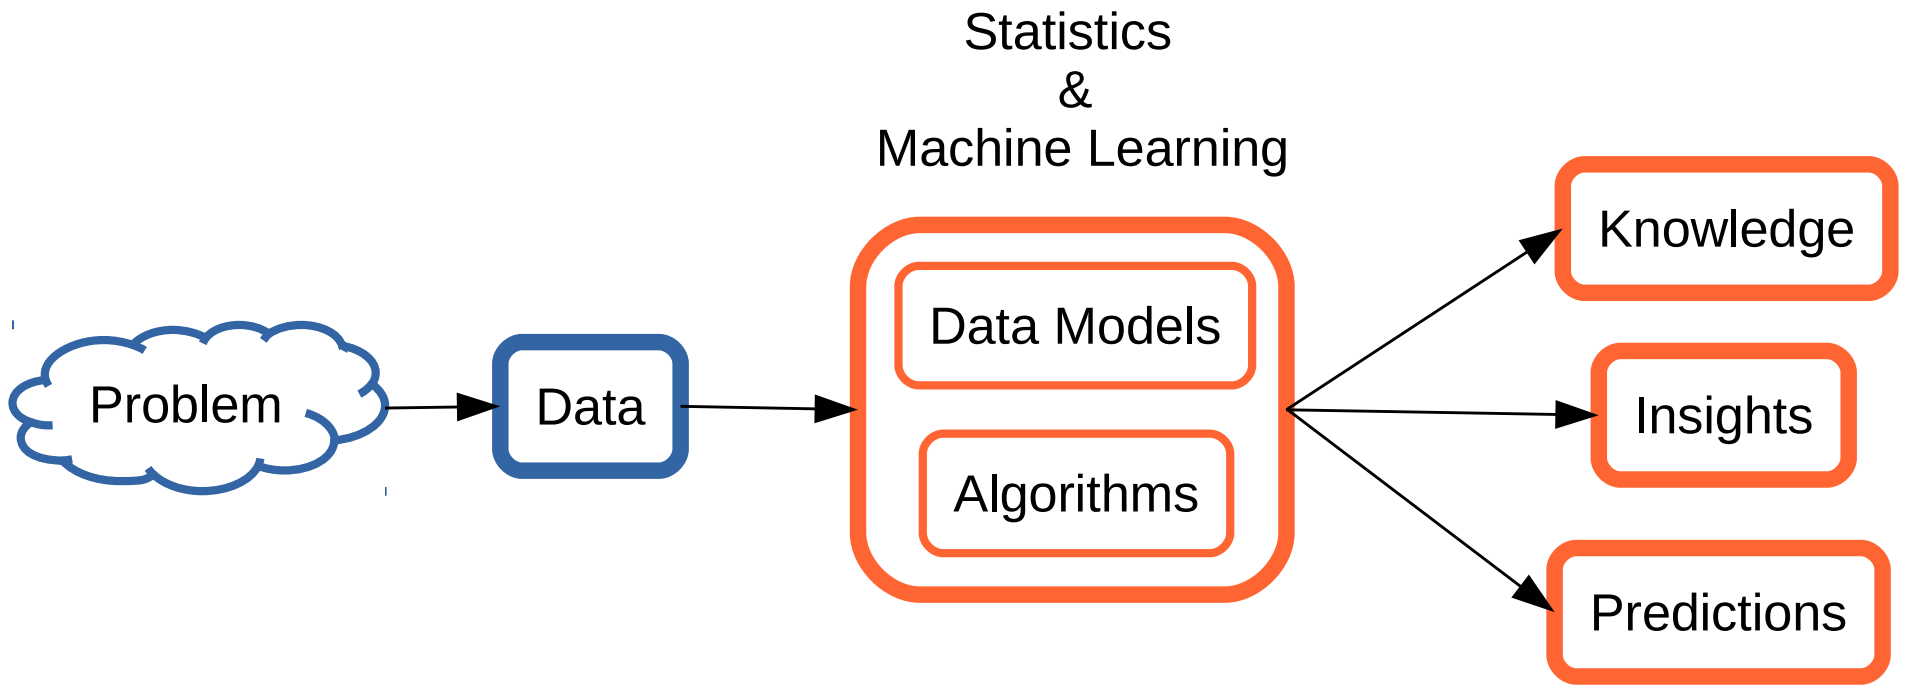 Statistics
&
Machine Learning
Problem
Data
Data Models
Algorithms
Knowledge
Insights
Predictions